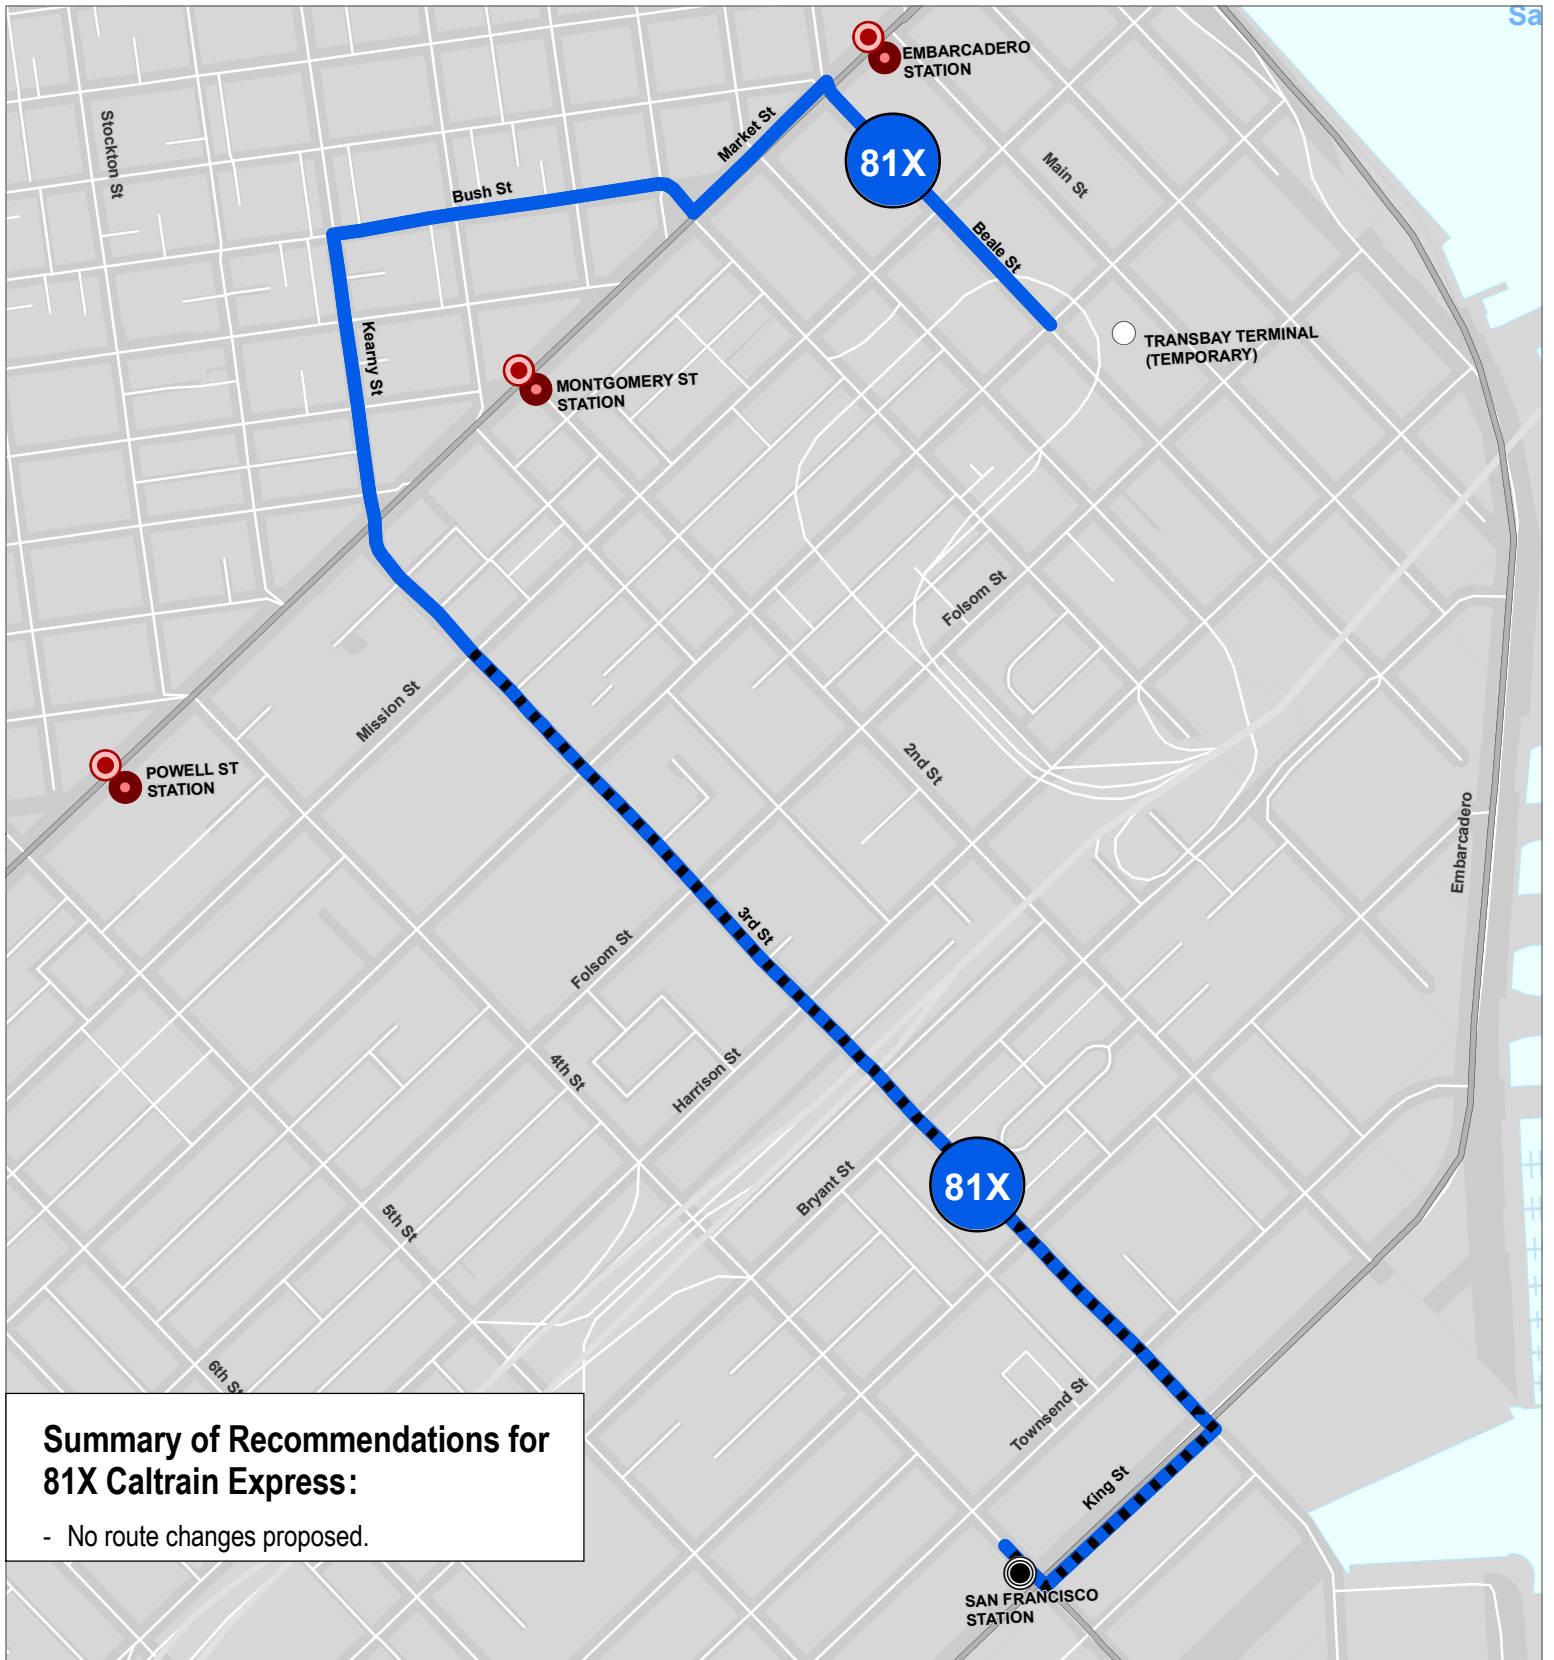 Sa
EMBARCADERO
STATION
Stockton St
Market St
81X
Main St
Bush St
Beale St
Kearny St
TRANSBAY TERMINAL
(TEMPORARY)
MONTGOMERY ST
STATION
Folsom St
Mission St
2nd St
POWELL ST
STATION
Embarcadero
3rd St
Folsom St
4th St
Harrison St
Bryant St
81X
5th St
6th St
Townsend St
King St
SAN FRANCISCO
STATION
Summary of Recommendations for
81X Caltrain Express:
- No route changes proposed.